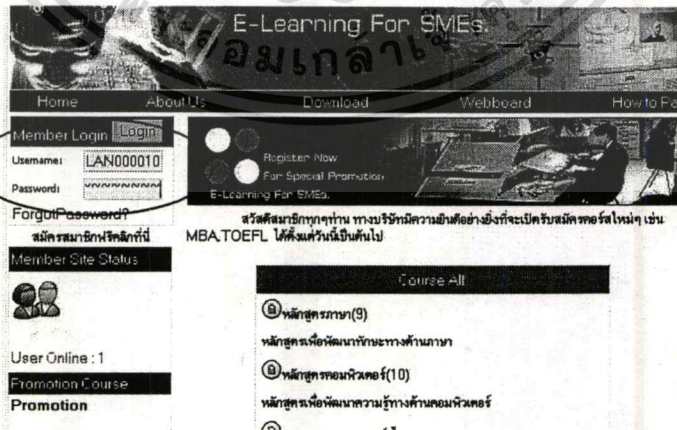 E-Learning For SMEs.
จอมเกล้าเจ้า
Home About Us Download Webboard How to Pa
Member Login Login
Username: LAN000010
Password:
ForgotPassword?
สมัครสมาชิกฟรีคลิกที่นี่
Member Site Status
User Online : 1
Promotion Course
Promotion
Register Now
For Special Promotion
E-Learning For SMEs.
สวัสดีสมาชิกทุกๆท่าน ทางบริษัทมีความยินดีอย่างยิ่งที่จะเปิดรับสมัครคอร์สใหม่ๆ เช่น
MBA,TOEFL ได้ตั้งแต่วันนี้เป็นต้นไป
Course All
หลักสูตรภาษา(9)
หลักสูตรเพื่อพัฒนาทักษะทางด้านภาษา
หลักสูตรคอมพิวเตอร์(10)
หลักสูตรเพื่อพัฒนาความรู้ทางด้านคอมพิวเตอร์